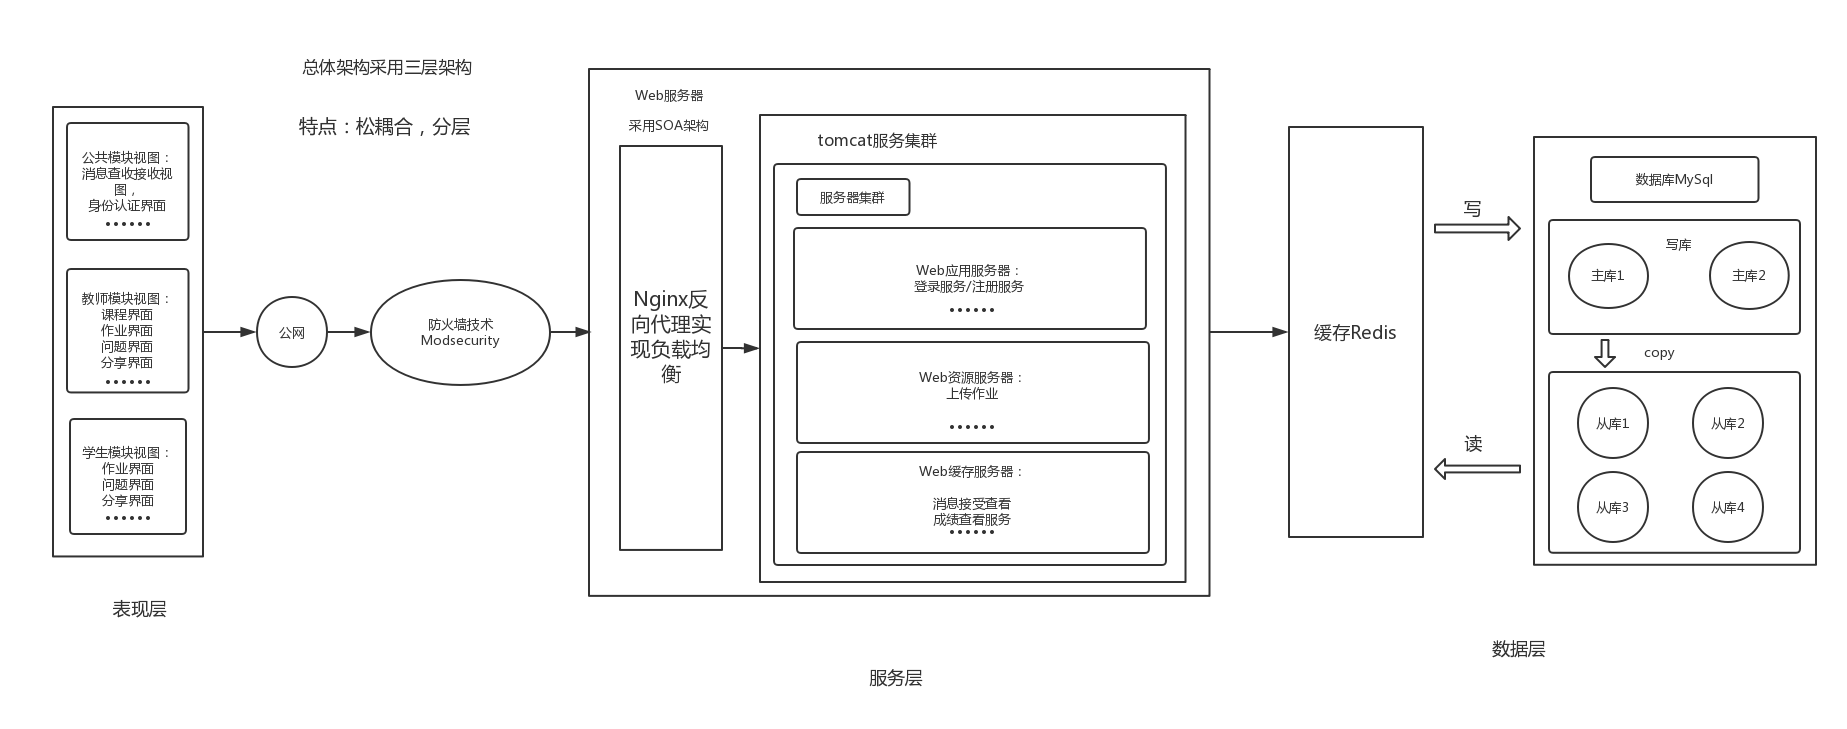 总体架构采用三层架构
特点：松耦合，分层
公共模块视图：
消息查收接收视
图，
身份认证界面
••••••
教师模块视图：
课程界面
作业界面
问题界面
分享界面
••••••
学生模块视图：
作业界面
问题界面
分享界面
••••••
表现层
公网
防火墙技术
Modsecurity
Web服务器
采用SOA架构
Nginx反
向代理实
现负载均
衡
tomcat服务集群
服务器集群
Web应用服务器：
登录服务/注册服务
••••••
Web资源服务器：
上传作业
••••••
Web缓存服务器：
消息接受查看
成绩查看服务
••••••
服务层
缓存Redis
写
读
数据库MySql
写库
主库1
主库2
copy
从库1
从库2
从库3
从库4
数据层